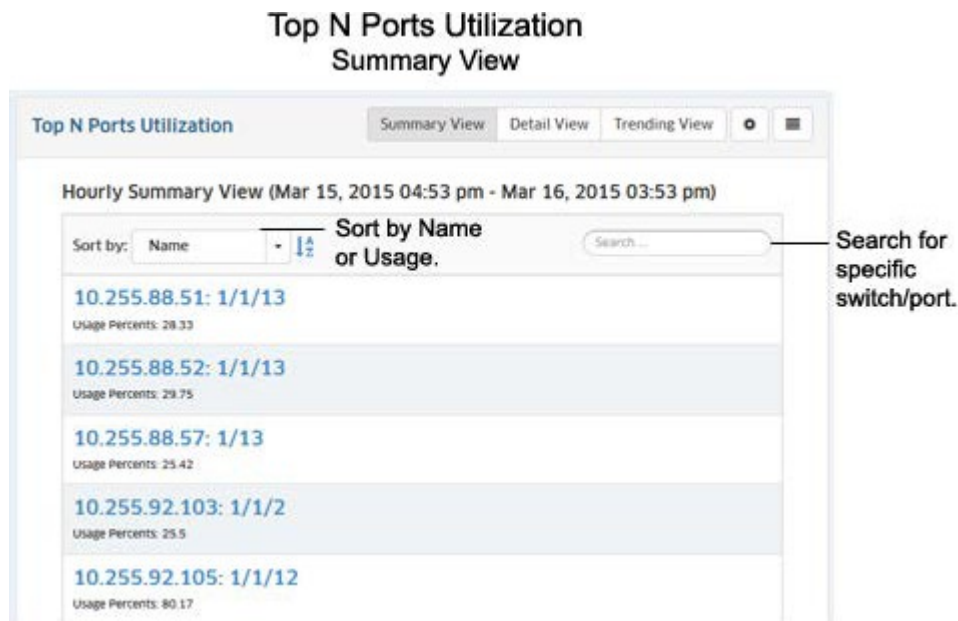 Top N Ports Utilization
Summary View
Top N Ports Utilization
Summary View
Detail View
Trending View
Hourly Summary View (Mar 15, 2015 04:53 pm - Mar 16, 2015 03:53 pm)
Sort by:
Name
Sort by Name
or Usage.
Search ...
Search for
specific
switch/port.
10.255.88.51: 1/1/13
Usage Percents: 28.33
10.255.88.52: 1/1/13
Usage Percents: 29.75
10.255.88.57: 1/13
Usage Percents: 25.42
10.255.92.103: 1/1/2
Usage Percents: 25.5
10.255.92.105: 1/1/12
Usage Percents: 80.17